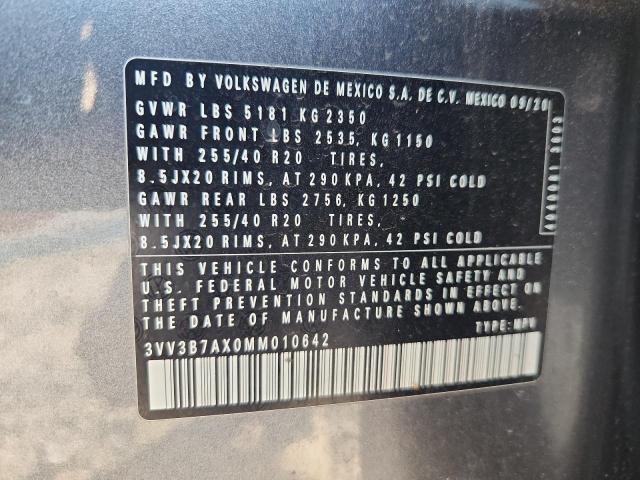 MFD BY VOLKSWAGEN DE MEXICO S.A. DE C.V. MEXICO 09/20
GVWR LBS 5181 KG 2350
GAWR FRONT LBS 2535, KG 1150
WITH 255/40 R20 TIRES,
8.5JX20 RIMS, AT 290 KPA, 42 PSI COLD
GAWR REAR LBS 2756, KG 1250
WITH 255/40 R20 TIRES,
8.5JX20 RIMS, AT 290 KPA, 42 PSI COLD
THIS VEHICLE CONFORMS TO ALL APPLICABLE
U.S. FEDERAL MOTOR VEHICLE SAFETY AND
THEFT PREVENTION STANDARDS IN EFFECT ON
THE DATE OF MANUFACTURE SHOWN ABOVE.
TYPE: MPV
3VV3B7AX0MM010642